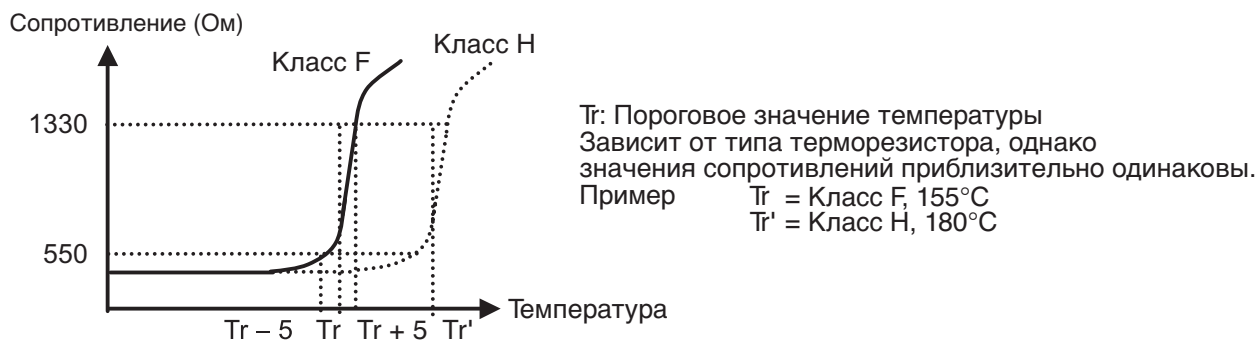 Сопротивление (Ом)
Класс F
Класс H
1330
550
Температура
Tr – 5 Tr Tr + 5 Tr'
Tr: Пороговое значение температуры
Зависит от типа терморезистора, однако
значения сопротивлений приблизительно одинаковы.
Пример Tr = Класс F, 155°C
Tr' = Класс H, 180°C